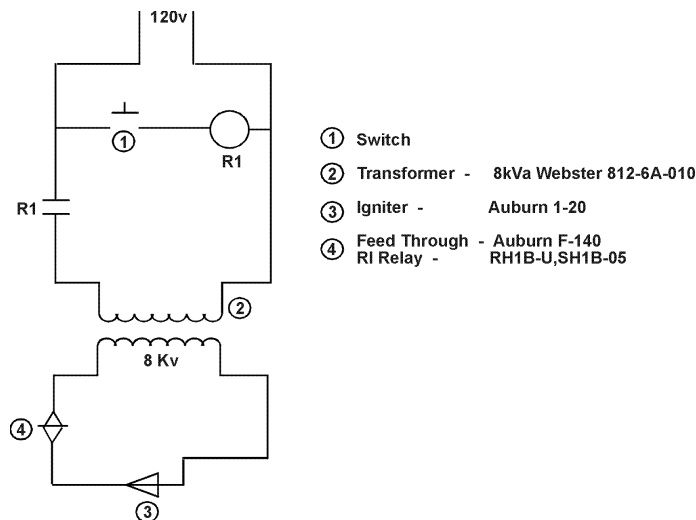 120v
1
R1
R1
2
8 Kv
4
3
1 Switch
2 Transformer - 8kVa Webster 812-6A-010
3 Igniter - Auburn 1-20
4 Feed Through - Auburn F-140
RI Relay - RH1B-U,SH1B-05